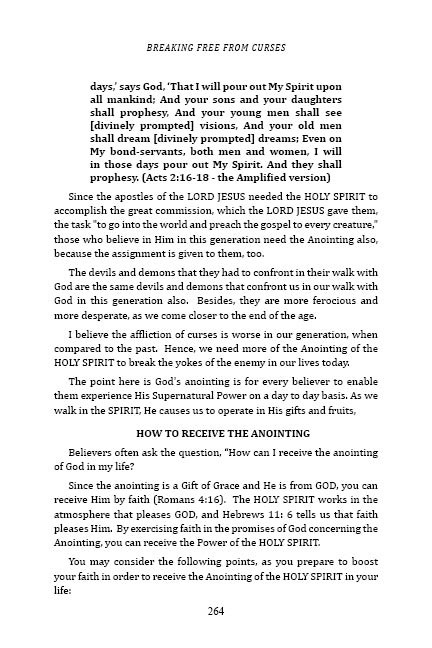 BREAKING FREE FROM CURSES
days,' says God, 'That I will pour out My Spirit upon
all mankind; And your sons and your daughters
shall prophesy, And your young men shall see
[divinely prompted] visions, And your old men
shall dream [divinely prompted] dreams; Even on
My bond-servants, both men and women, I will
in those days pour out My Spirit. And they shall
prophesy. (Acts 2:16-18 - the Amplified version)
Since the apostles of the LORD JESUS needed the HOLY SPIRIT to
accomplish the great commission, which the LORD JESUS gave them,
the task "to go into the world and preach the gospel to every creature,"
those who believe in Him in this generation need the Anointing also,
because the assignment is given to them, too.
The devils and demons that they had to confront in their walk with
God are the same devils and demons that confront us in our walk with
God in this generation also. Besides, they are more ferocious and
more desperate, as we come closer to the end of the age.
I believe the affliction of curses is worse in our generation, when
compared to the past. Hence, we need more of the Anointing of the
HOLY SPIRIT to break the yokes of the enemy in our lives today.
The point here is God's anointing is for every believer to enable
them experience His Supernatural Power on a day to day basis. As we
walk in the SPIRIT, He causes us to operate in His gifts and fruits,
HOW TO RECEIVE THE ANOINTING
Believers often ask the question, "How can I receive the anointing
of God in my life?
Since the anointing is a Gift of Grace and He is from GOD, you can
receive Him by faith (Romans 4:16). The HOLY SPIRIT works in the
atmosphere that pleases GOD, and Hebrews 11: 6 tells us that faith
pleases Him. By exercising faith in the promises of God concerning the
Anointing, you can receive the Power of the HOLY SPIRIT.
You may consider the following points, as you prepare to boost
your faith in order to receive the Anointing of the HOLY SPIRIT in your
life:
264